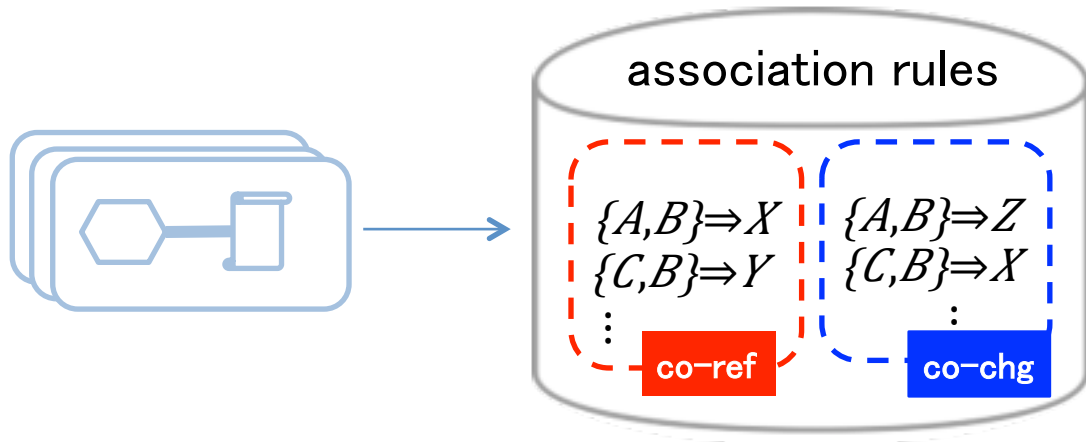 association rules
{A,B}⇒X
{C,B}⇒Y
⋮
co-ref
{A,B}⇒Z
{C,B}⇒X
⋮
co-chg